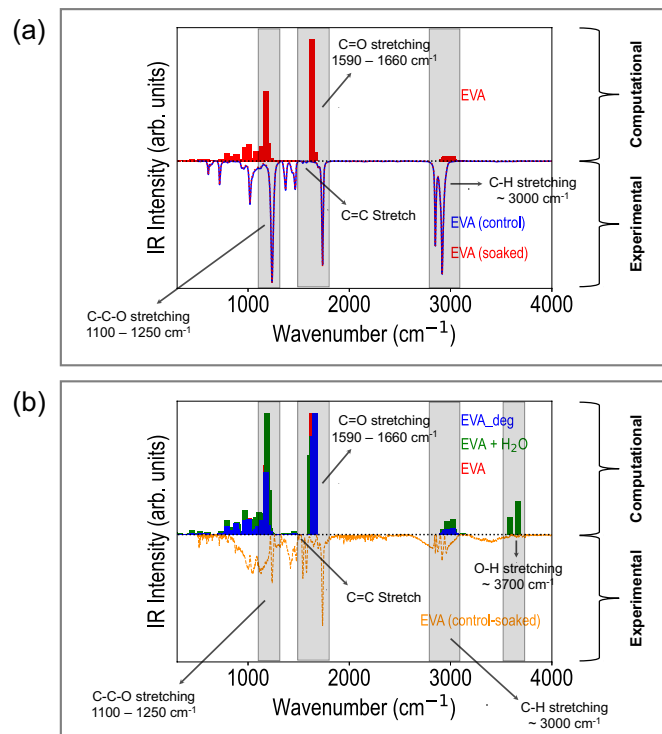 (a)
C=O stretching
1590 – 1660 cm-1
EVA
C-H stretching
~ 3000 cm-1
C=C Stretch
EVA (control)
EVA (soaked)
C-C-O stretching
1100 – 1250 cm-1
IR Intensity (arb. units)
1000 2000 3000 4000
Wavenumber (cm−1)
Computational
Experimental
(b)
C=O stretching
1590 – 1660 cm-1
EVA_deg
EVA + H2O
EVA
O-H stretching
~ 3700 cm-1
C=C Stretch
EVA (control-soaked)
C-C-O stretching
1100 – 1250 cm-1
C-H stretching
~ 3000 cm-1
IR Intensity (arb. units)
1000 2000 3000 4000
Wavenumber (cm−1)
Computational
Experimental